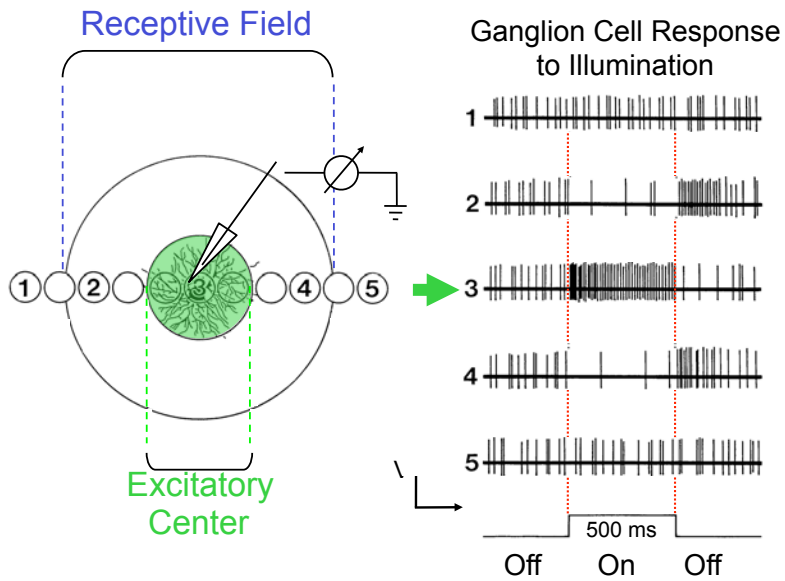 Receptive Field
Ganglion Cell Response
to Illumination
1
2
3
4
5
1 2 3 4 5
Excitatory
Center
500 ms
Off On Off